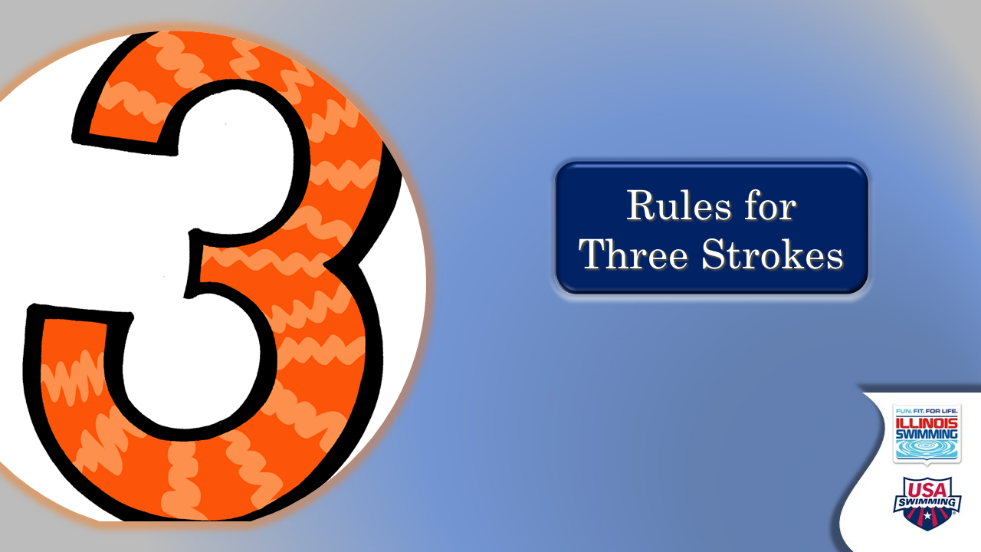 3
Rules for
Three Strokes
FUN. FIT. FOR LIFE.
ILLINOIS
SWIMMING
USA
SWIMMING